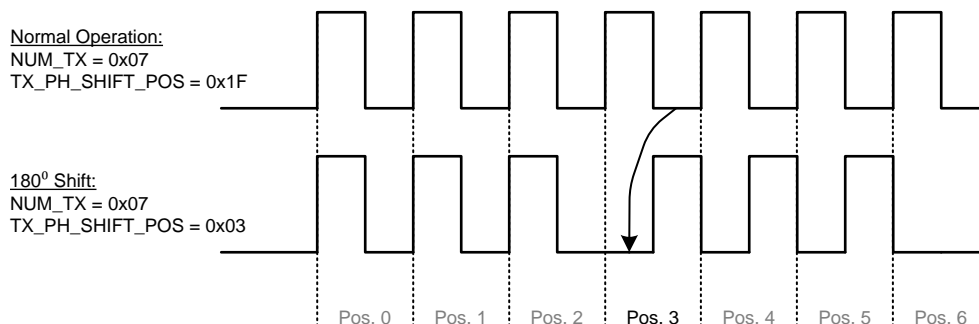 Normal Operation:
NUM_TX = 0x07
TX_PH_SHIFT_POS = 0x1F
180⁰ Shift:
NUM_TX = 0x07
TX_PH_SHIFT_POS = 0x03
Pos. 0 Pos. 1 Pos. 2 Pos. 3 Pos. 4 Pos. 5 Pos. 6